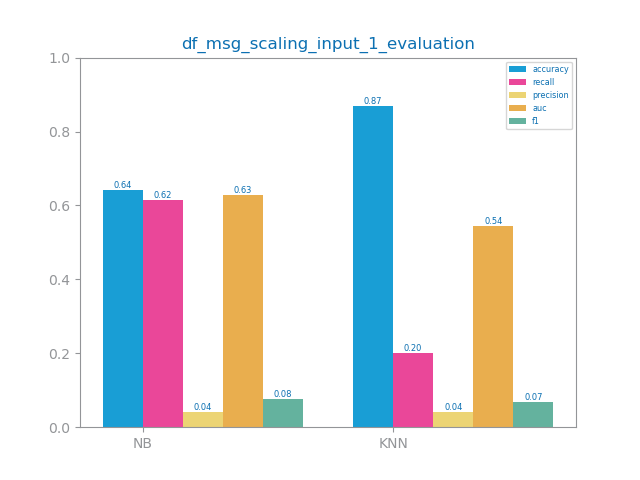 df_msg_scaling_input_1_evaluation
1.0
0.8
0.6
0.4
0.2
0.0
accuracy
recall
precision
auc
f1
0.64
0.62
0.04
0.63
0.08
0.87
0.20
0.04
0.54
0.07
NB
KNN